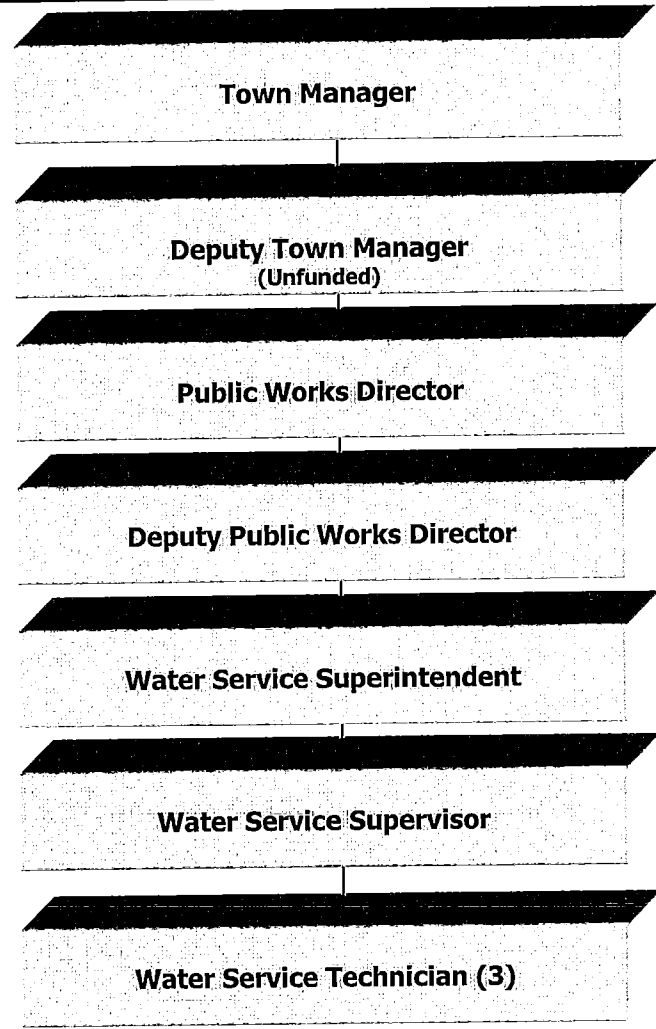 Town Manager
Deputy Town Manager
(Unfunded)
Public Works Director
Deputy Public Works Director
Water Service Superintendent
Water Service Supervisor
Water Service Technician (3)